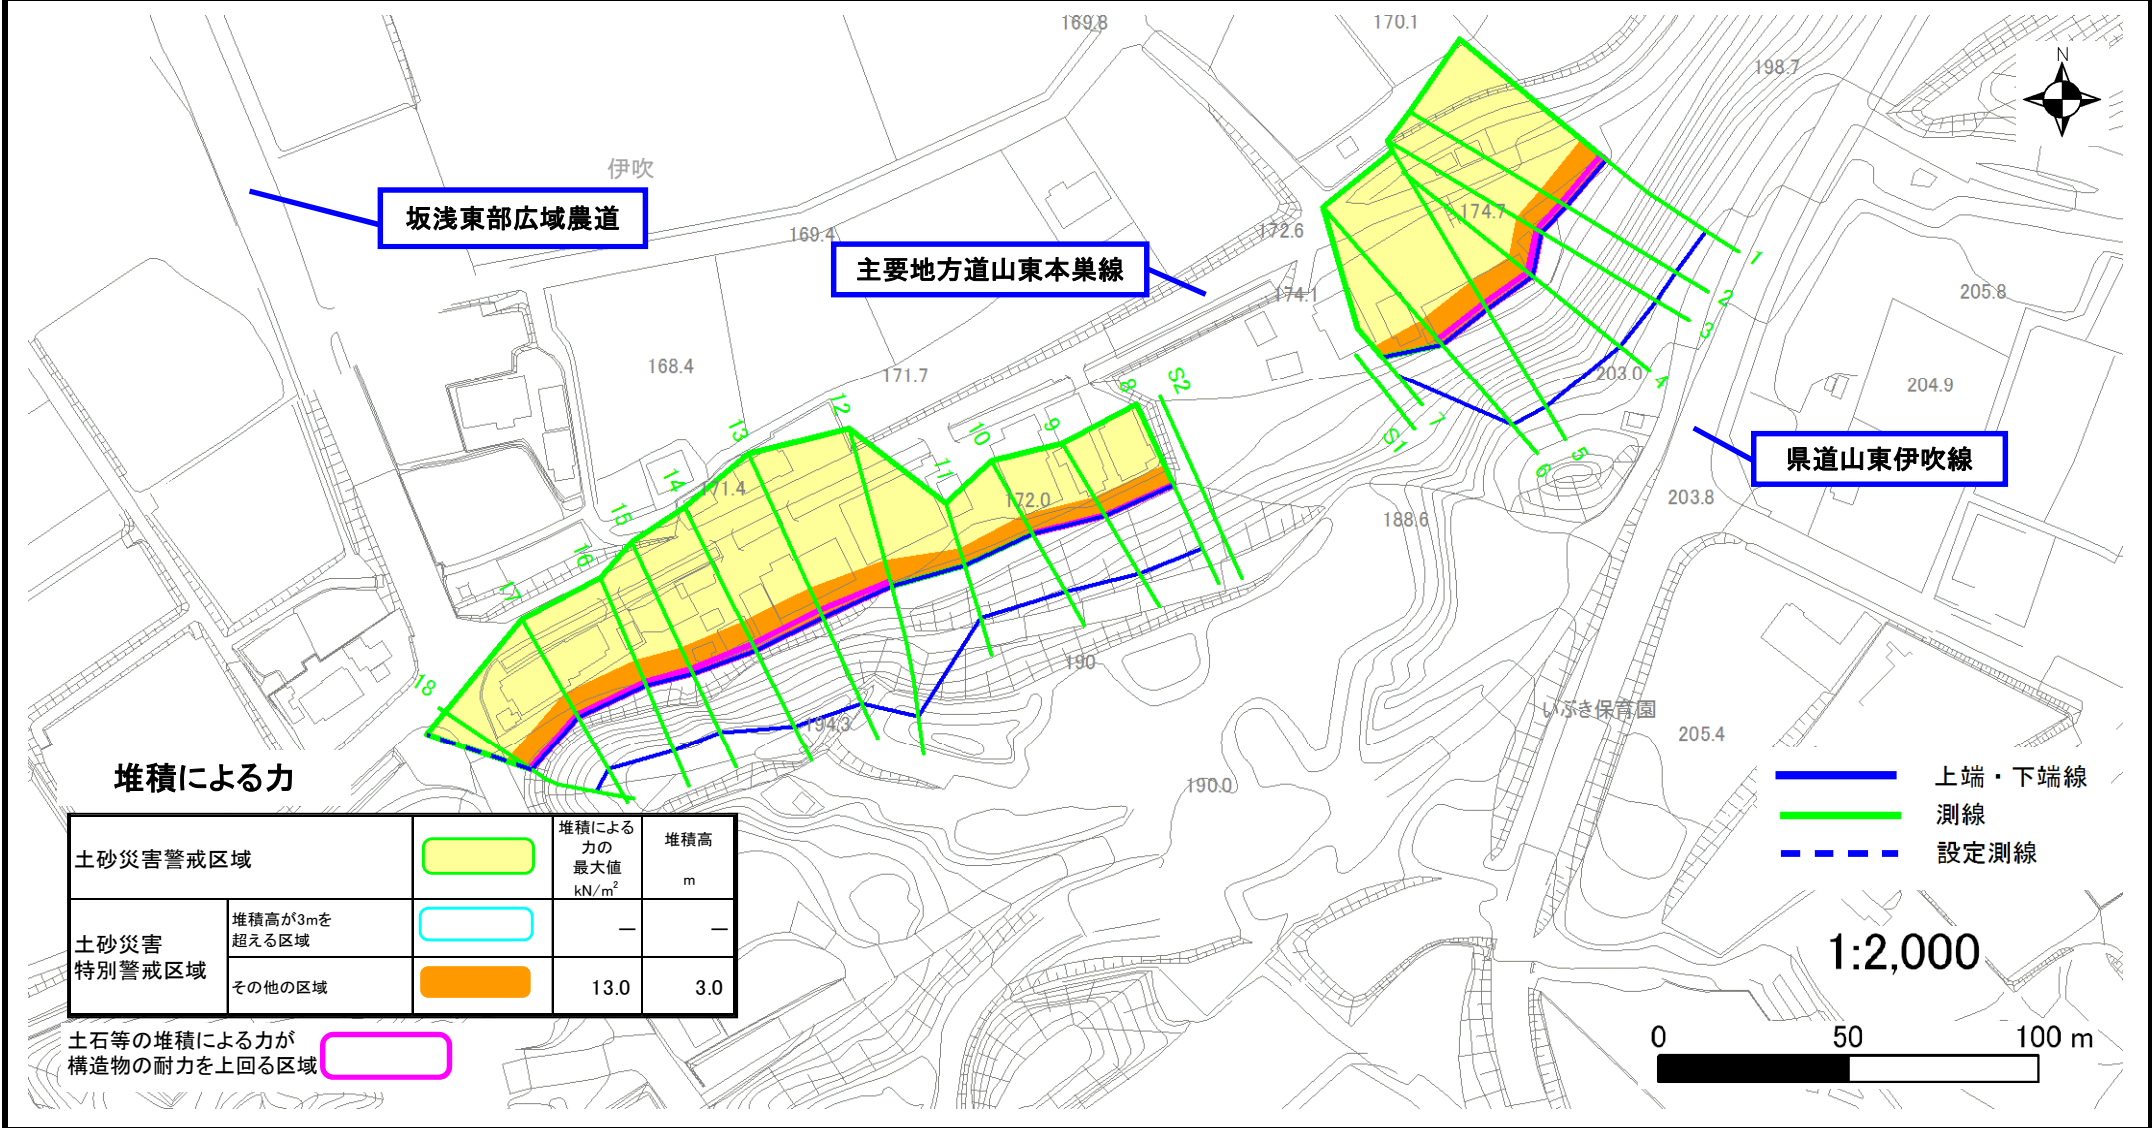 169.8
170.1
198.7
N
伊吹
坂浅東部広域農道
169.4
主要地方道山東本巣線
172.6
174.7
174.1
1
2
3
4
5
6
7
S1
S2
205.8
204.9
203.0
203.8
県道山東伊吹線
168.4
171.7
8
9
10
11
12
13
14
15
16
17
18
171.4
172.0
188.6
190
194.3
190.0
いぶき保育園
205.4
堆積による力
土砂災害警戒区域
堆積による
力の
最大値
kN/m²
堆積高
m
土砂災害
特別警戒区域
堆積高が3mを
超える区域
― ―
その他の区域
13.0 3.0
土石等の堆積による力が
構造物の耐力を上回る区域
上端・下端線
測線
設定測線
1:2,000
0 50 100 m